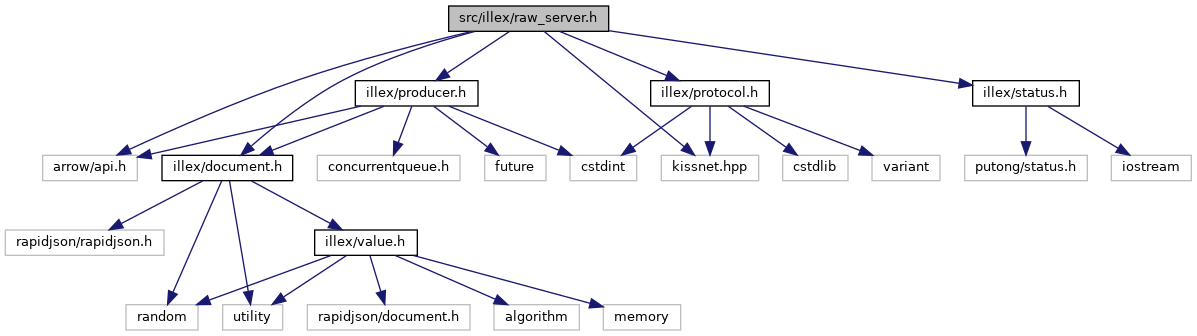 src/illex/raw_server.h
illex/producer.h
illex/protocol.h
illex/status.h
arrow/api.h
illex/document.h
concurrentqueue.h
future
cstdint
kissnet.hpp
cstdlib
variant
putong/status.h
iostream
rapidjson/rapidjson.h
illex/value.h
random
utility
rapidjson/document.h
algorithm
memory